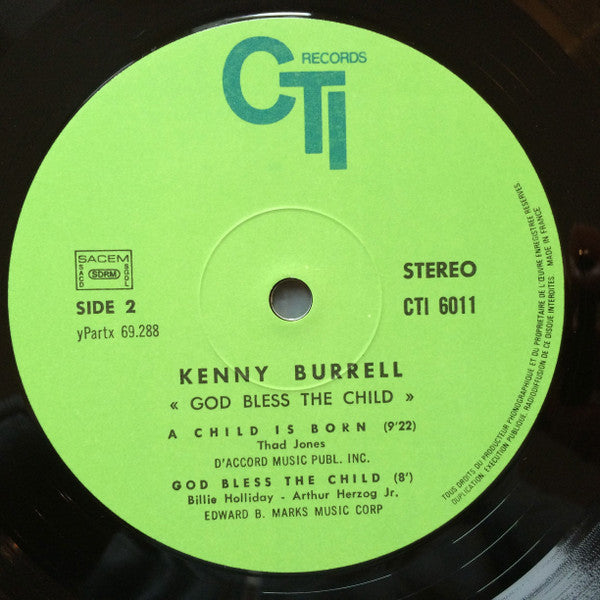 RECORDS
CTI
SACEM
SACD
SDRM
SGDL
SIDE 2
yPartx 69.288
STEREO
CTI 6011
KENNY BURRELL
« GOD BLESS THE CHILD »
A CHILD IS BORN (9'22)
Thad Jones
D'ACCORD MUSIC PUBL. INC.
GOD BLESS THE CHILD (8')
Billie Holliday - Arthur Herzog Jr.
EDWARD B. MARKS MUSIC CORP
TOUS DROITS DU PRODUCTEUR PHONOGRAPHIQUE ET DU PROPRIETAIRE DE L'ŒUVRE ENREGISTREE RESERVES
DUPLICATION, EXECUTION PUBLIQUE, RADIODIFFUSION DE CE DISQUE INTERDITES. MADE IN FRANCE